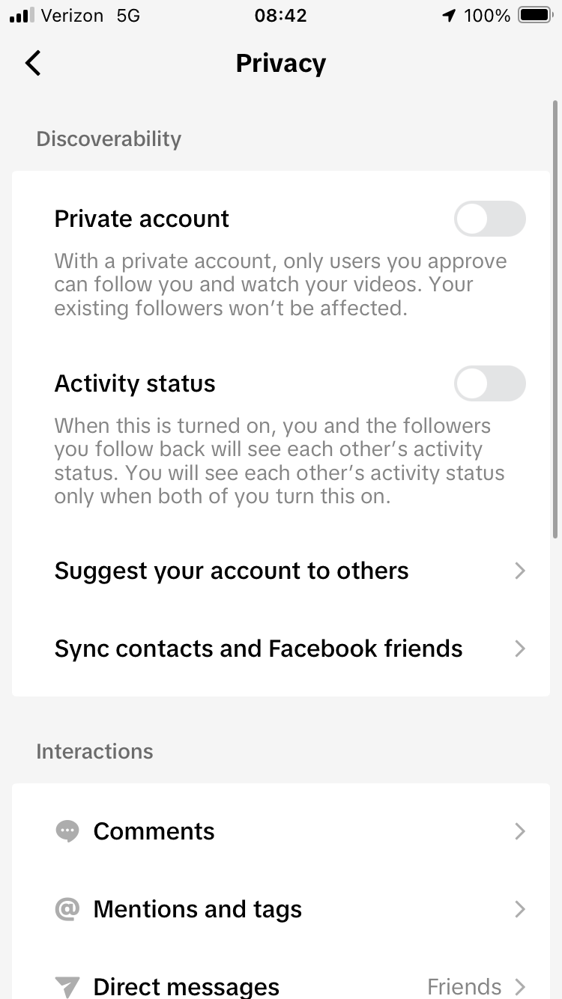 Verizon 5G 08:42 100%
Privacy
Discoverability
Private account
With a private account, only users you approve
can follow you and watch your videos. Your
existing followers won’t be affected.
Activity status
When this is turned on, you and the followers
you follow back will see each other’s activity
status. You will see each other’s activity status
only when both of you turn this on.
Suggest your account to others
Sync contacts and Facebook friends
Interactions
Comments
@ Mentions and tags
Direct messages Friends